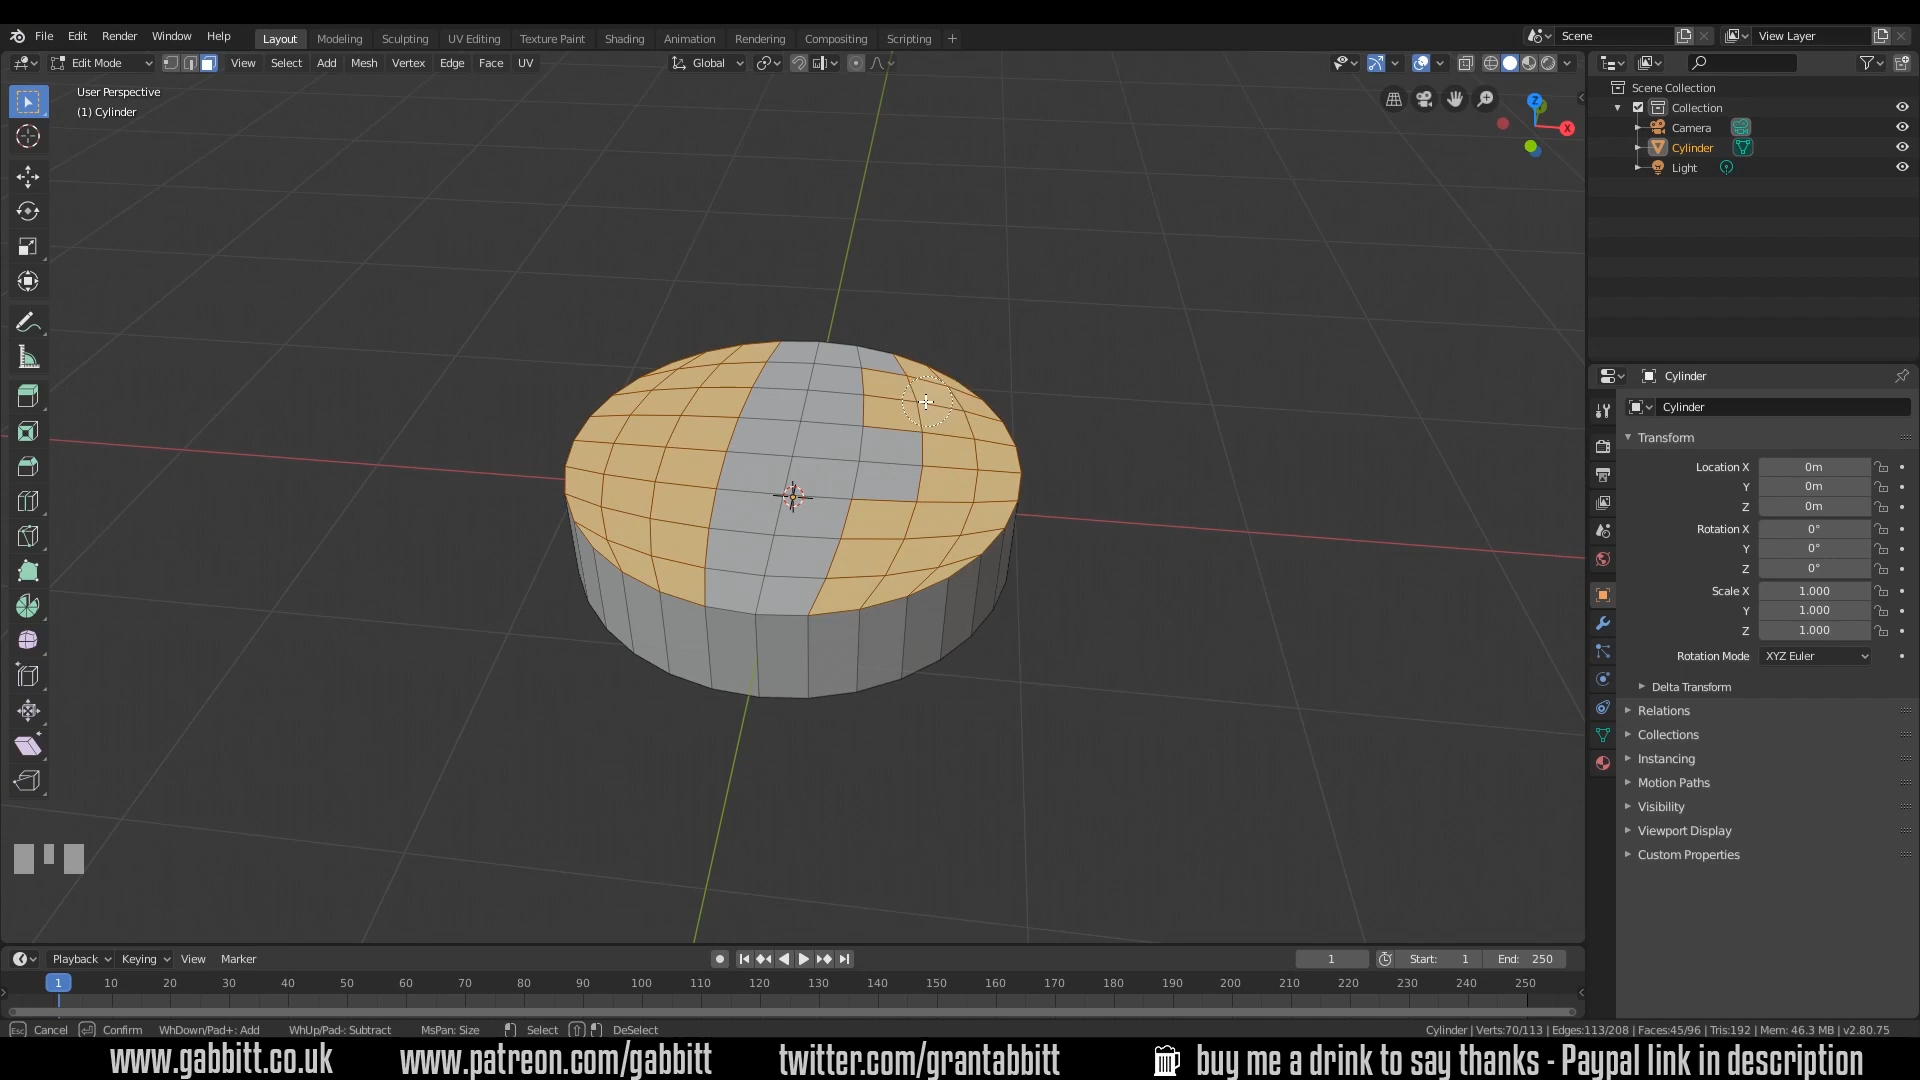 File Edit Render Window Help Layout Modeling Sculpting UV Editing Texture Paint Shading Animation Rendering Compositing Scripting + Scene View Layer
Edit Mode View Select Add Mesh Vertex Edge Face UV Global
User Perspective
(1) Cylinder
Z
X
Scene Collection
Collection
Camera
Cylinder
Light
Cylinder
Cylinder
Transform
Location X 0m
Y 0m
Z 0m
Rotation X 0°
Y 0°
Z 0°
Scale X 1.000
Y 1.000
Z 1.000
Rotation Mode XYZ Euler
Delta Transform
Relations
Collections
Instancing
Motion Paths
Visibility
Viewport Display
Custom Properties
Playback Keying View Marker 1 Start: 1 End: 250
1 10 20 30 40 50 60 70 80 90 100 110 120 130 140 150 160 170 180 190 200 210 220 230 240 250
Esc Cancel Confirm WhDown/Pad+: Add WhUp/Pad-: Subtract MsPan: Size Select DeSelect Cylinder | Verts:70/113 | Edges:113/208 | Faces:45/96 | Tris:192 | Mem: 46.3 MB | v2.80.75
www.gabbitt.co.uk www.patreon.com/gabbitt twitter.com/grantabbitt buy me a drink to say thanks - Paypal link in description